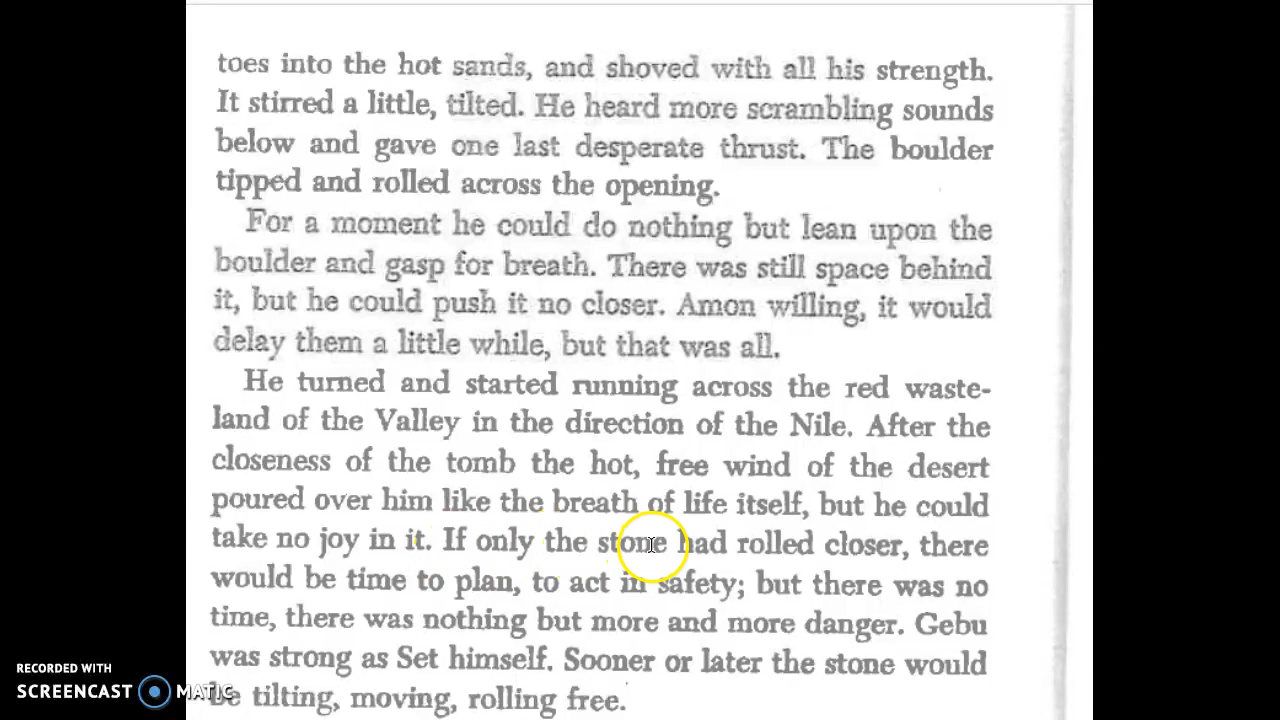 toes into the hot sands, and shoved with all his strength.
It stirred a little, tilted. He heard more scrambling sounds
below and gave one last desperate thrust. The boulder
tipped and rolled across the opening.
For a moment he could do nothing but lean upon the
boulder and gasp for breath. There was still space behind
it, but he could push it no closer. Amon willing, it would
delay them a little while, but that was all.
He turned and started running across the red waste-
land of the Valley in the direction of the Nile. After the
closeness of the tomb the hot, free wind of the desert
poured over him like the breath of life itself, but he could
take no joy in it. If only the stone had rolled closer, there
would be time to plan, to act in safety; but there was no
time, there was nothing but more and more danger. Gebu
was strong as Set himself. Sooner or later the stone would
be tilting, moving, rolling free.
RECORDED WITH
SCREENCAST MATIC